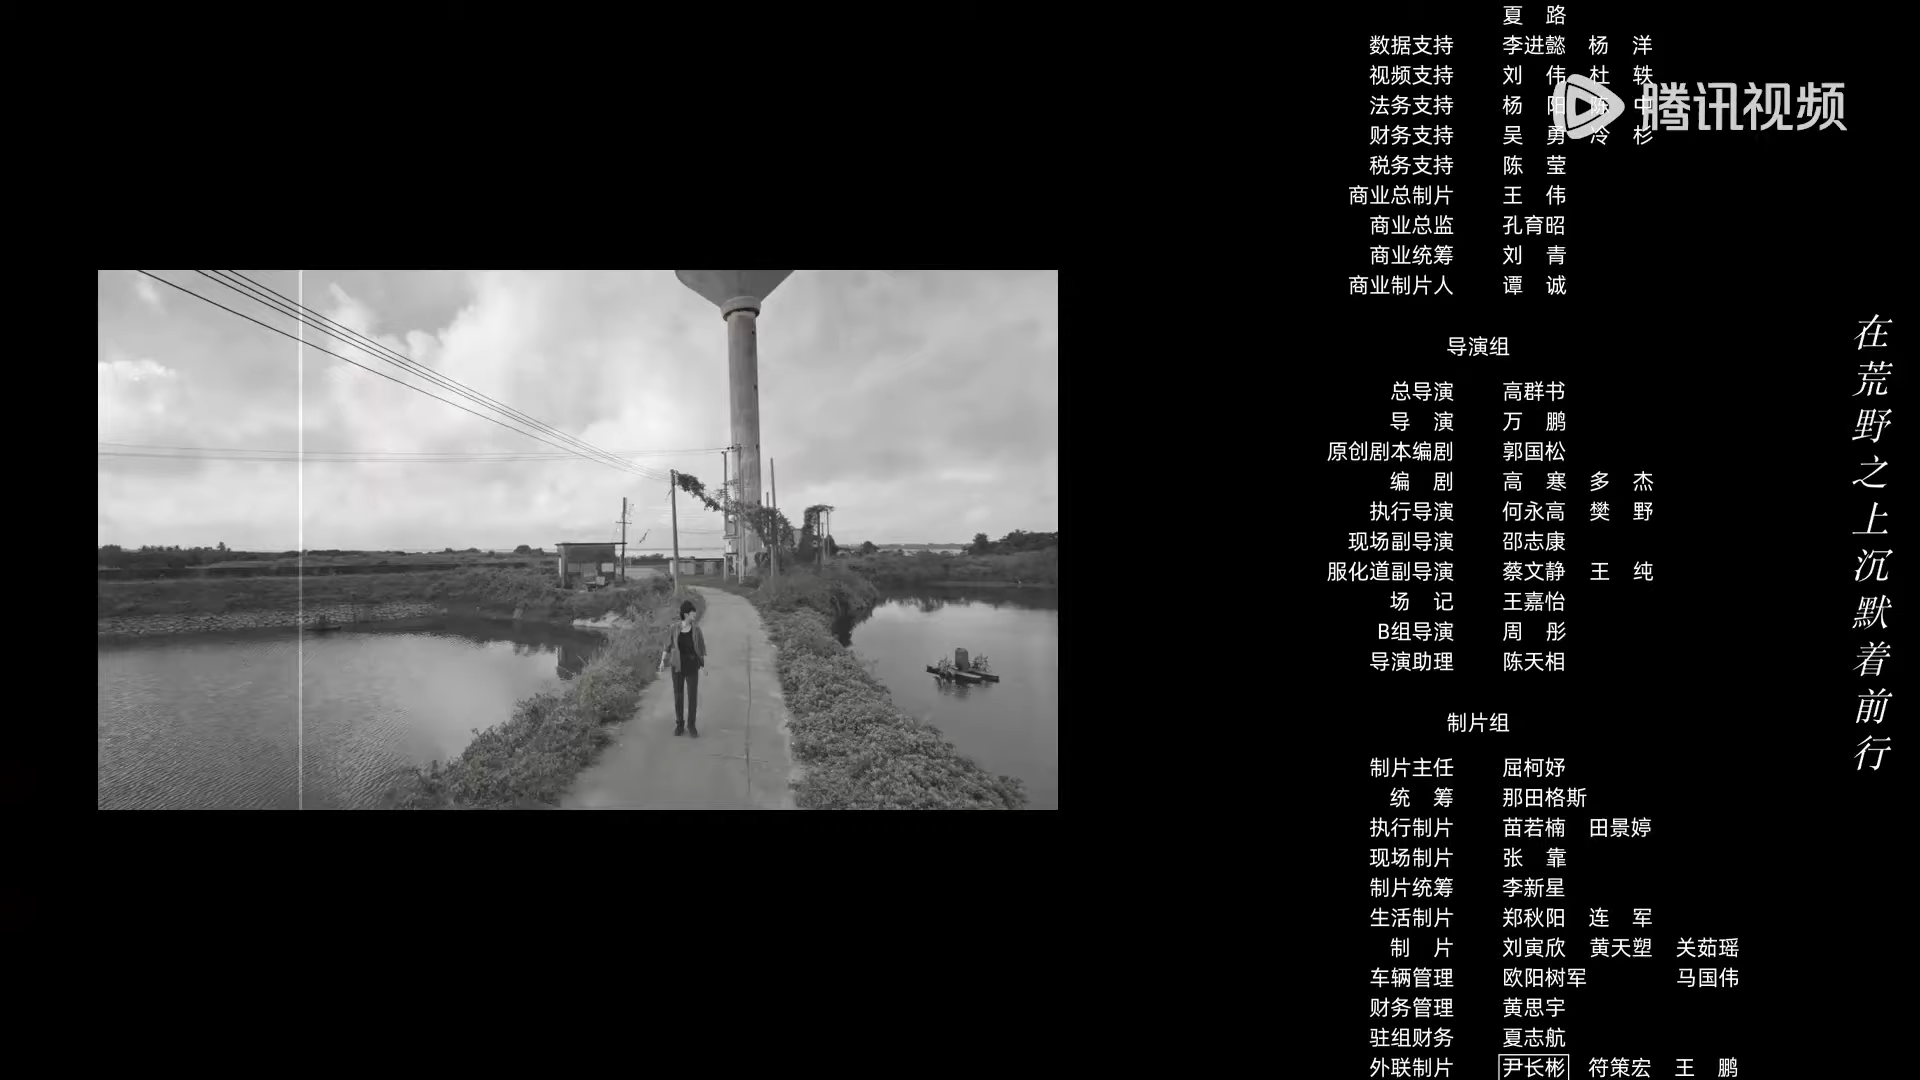 夏 路
数据支持 李进懿 杨 洋
视频支持 刘 伟 杜 轶
法务支持 杨 阳 陈 中
财务支持 吴 勇 冷 杉
税务支持 陈 莹
商业总制片 王 伟
商业总监 孔育昭
商业统筹 刘 青
商业制片人 谭 诚
腾讯视频
导演组
总导演 高群书
导 演 万 鹏
原创剧本编剧 郭国松
编 剧 高 寒 多 杰
执行导演 何永高 樊 野
现场副导演 邵志康
服化道副导演 蔡文静 王 纯
场 记 王嘉怡
B组导演 周 彤
导演助理 陈天相
制片组
制片主任 屈柯妤
统 筹 那田格斯
执行制片 苗若楠 田景婷
现场制片 张 靠
制片统筹 李新星
生活制片 郑秋阳 连 军
制 片 刘寅欣 黄天塑 关茹瑶
车辆管理 欧阳树军 马国伟
财务管理 黄思宇
驻组财务 夏志航
外联制片 尹长彬 符策宏 王 鹏
在荒野之上沉默着前行